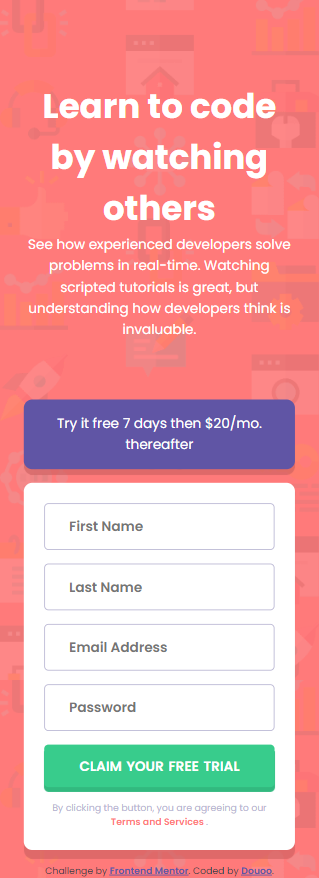 Learn to code
by watching
others
See how experienced developers solve
problems in real-time. Watching
scripted tutorials is great, but
understanding how developers think is
invaluable.
Try it free 7 days then $20/mo.
thereafter
First Name
Last Name
Email Address
Password
CLAIM YOUR FREE TRIAL
By clicking the button, you are agreeing to our
Terms and Services .
Challenge by Frontend Mentor. Coded by Douoo.